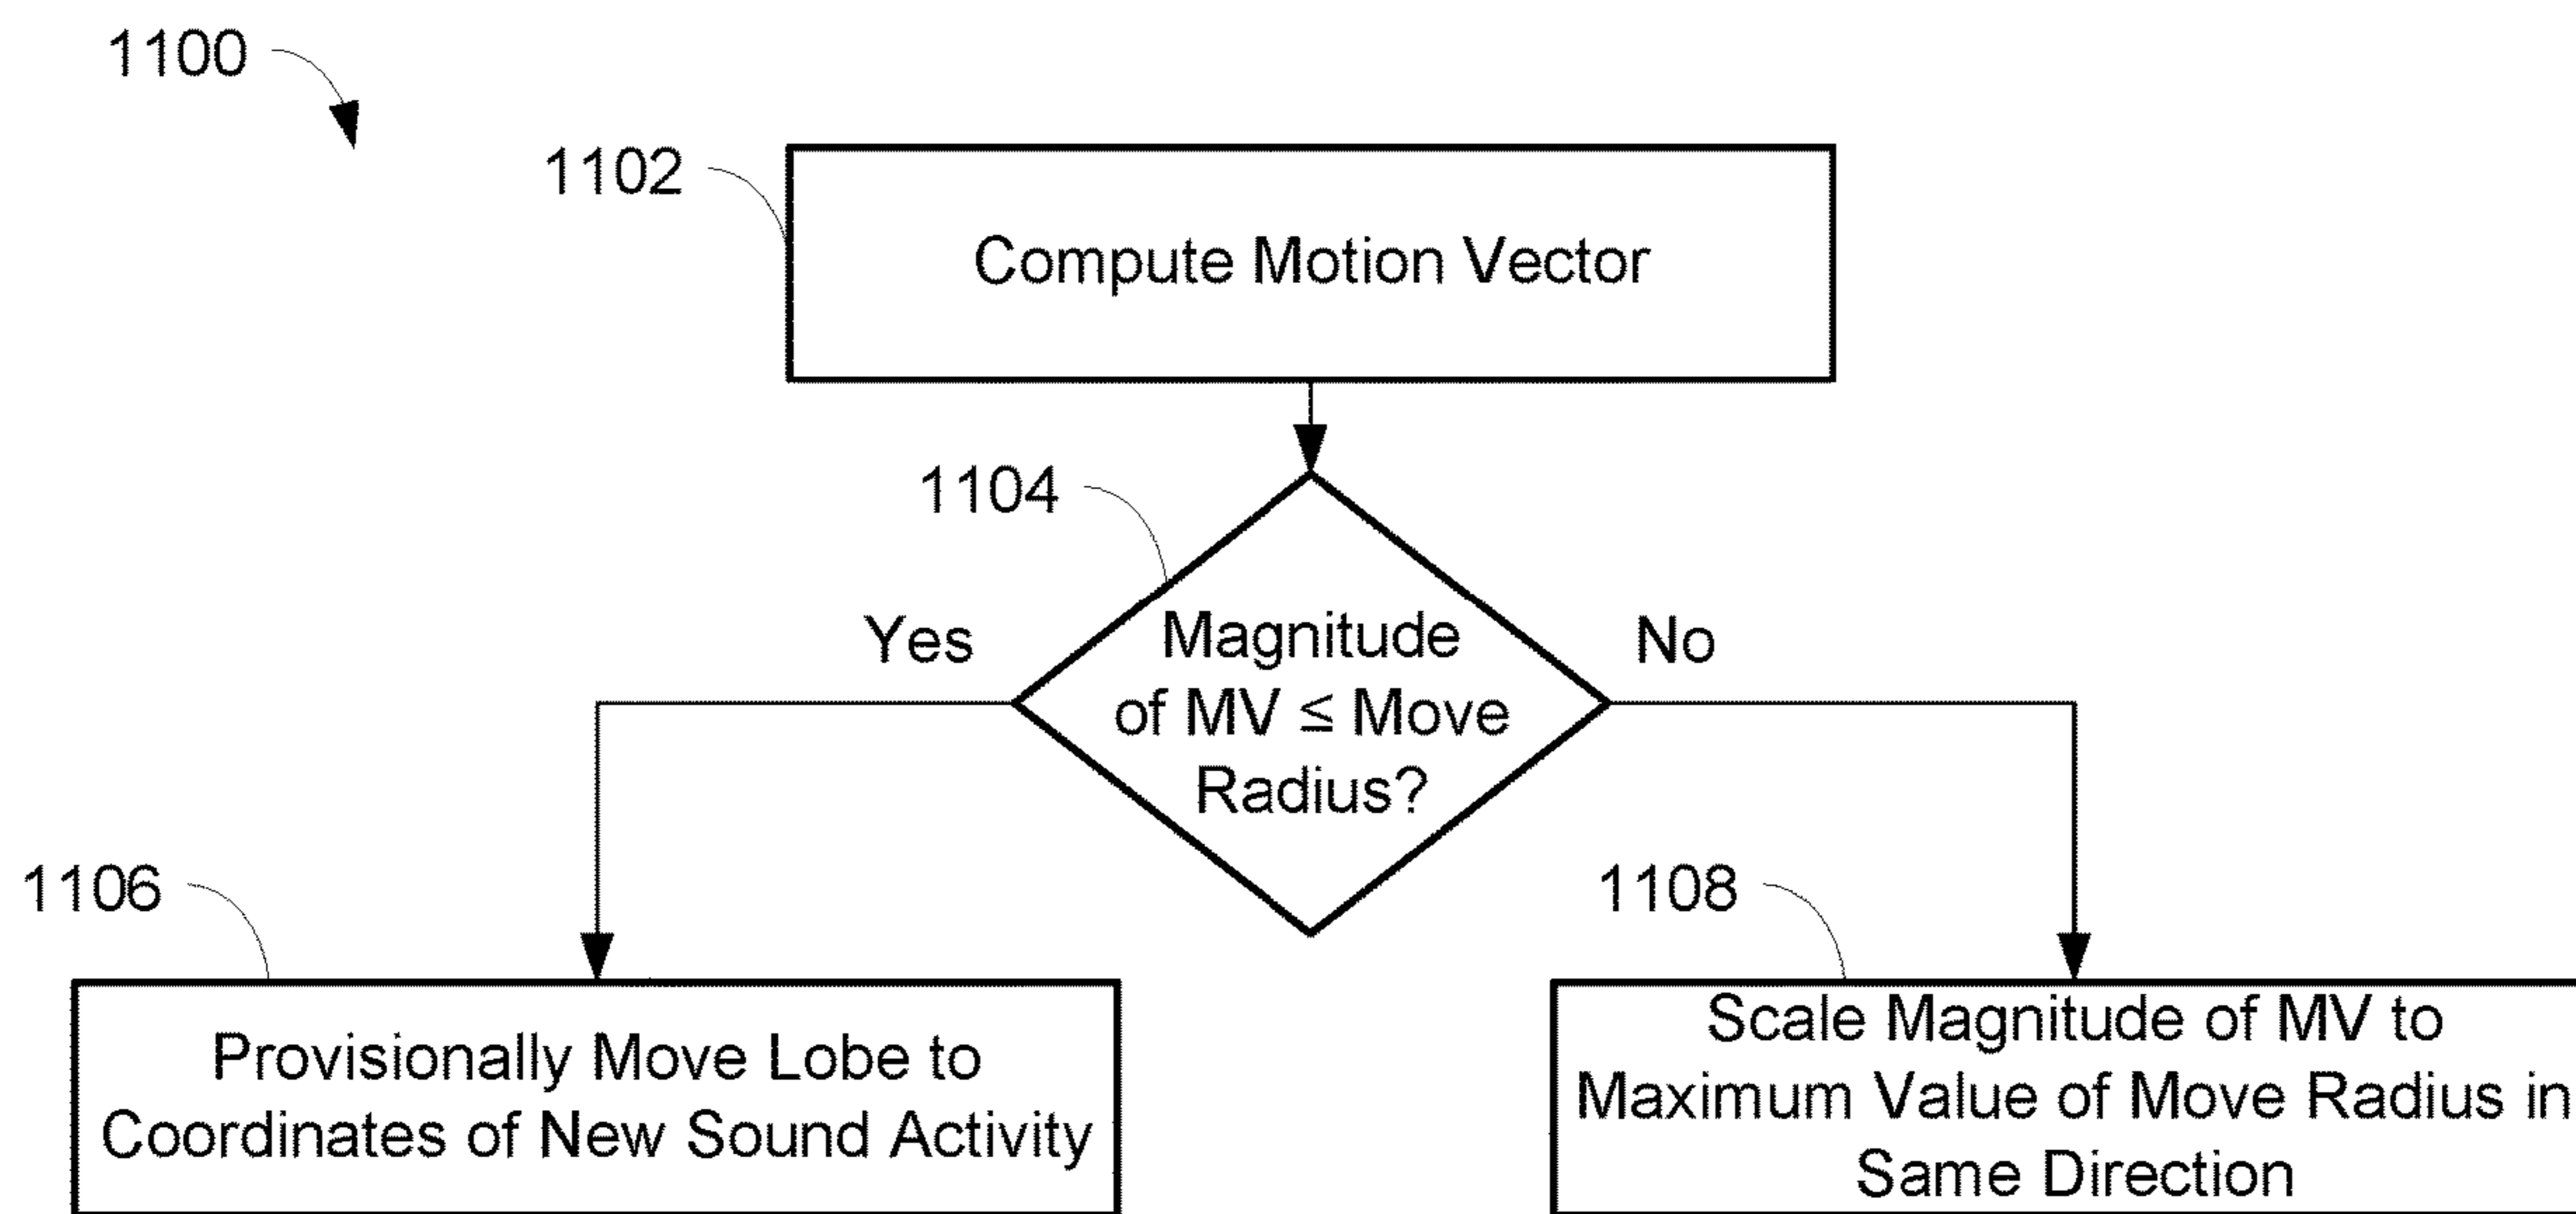 1100
1102
Compute Motion Vector
1104
Yes
Magnitude
of MV ≤ Move
Radius?
No
1106
Provisionally Move Lobe to
Coordinates of New Sound Activity
1108
Scale Magnitude of MV to
Maximum Value of Move Radius in
Same Direction